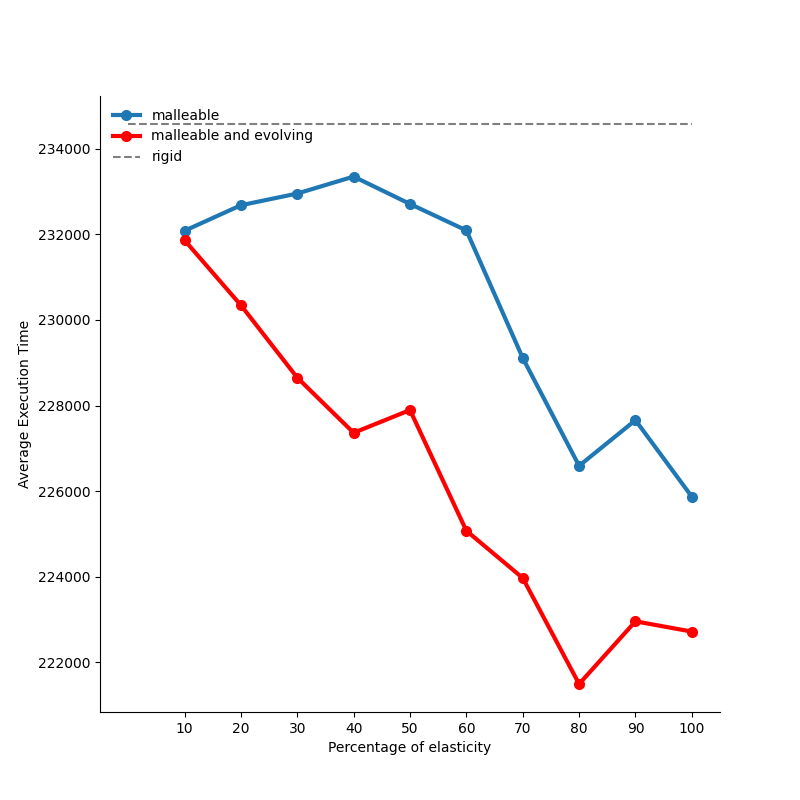 malleable
malleable and evolving
rigid
234000
232000
230000
228000
226000
224000
222000
Average Execution Time
10 20 30 40 50 60 70 80 90 100
Percentage of elasticity